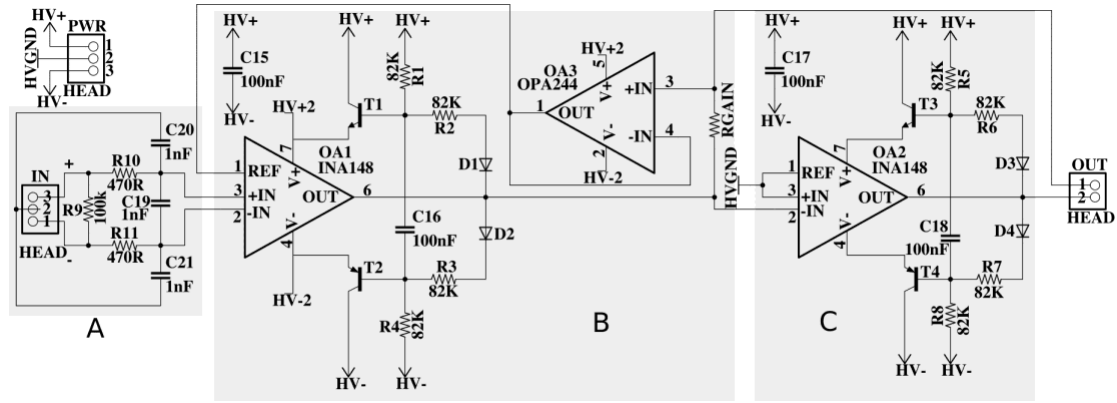 HV+
PWR
HVGND
1
2
3
HV-
HEAD
C20
1nF
+
R10
470R
IN
3
2
1
R9
100k
C19
1nF
HEAD
-
R11
470R
C21
1nF
A
HV+
C15
100nF
HV-
HV+
HV+2
7
T1
HV+
82K
R1
82K
R2
OA1
INA148
1
REF
V+
3
+IN
OUT
6
2
-IN
V-
4
HV-2
D1
C16
100nF
D2
T2
R3
82K
R4
82K
HV-
HV-
B
HV+2
OA3
OPA244
5
V+
3
+IN
1
OUT
V-
4
-IN
2
HV-2
RGAIN
HVGND
HV+
C17
100nF
HV-
HV+
T3
HV+
82K
R5
82K
R6
7
OA2
INA148
1
REF
V+
3
+IN
OUT
6
2
-IN
V-
4
D3
C18
100nF
D4
T4
R7
82K
R8
82K
HV-
HV-
C
OUT
1
2
HEAD